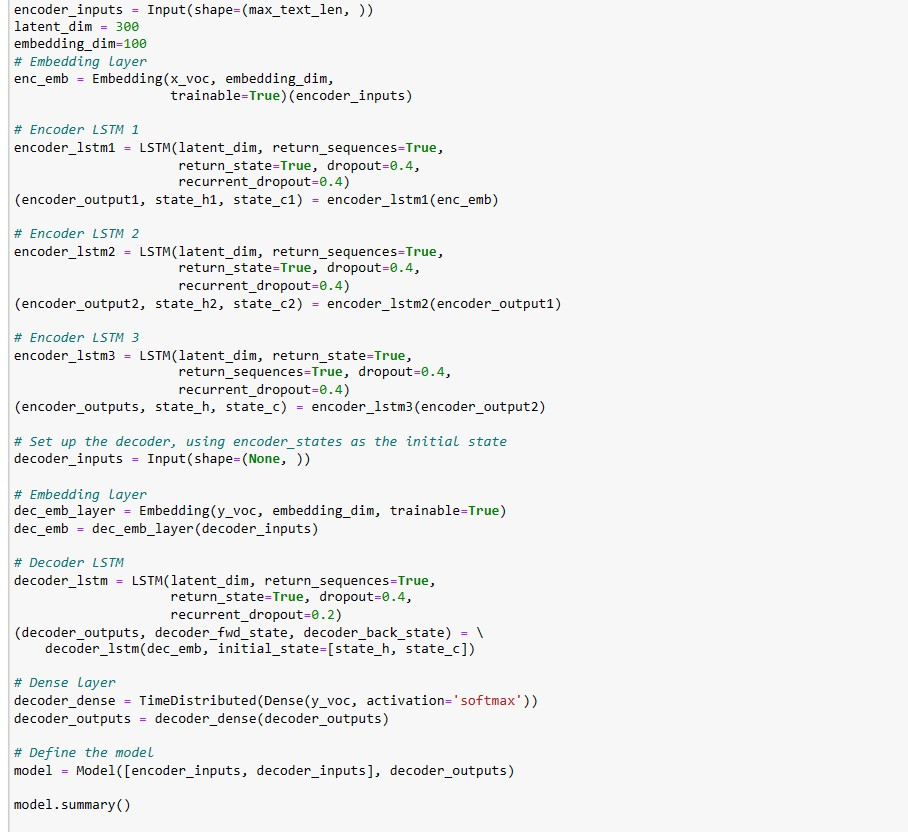 encoder_inputs = Input(shape=(max_text_len, ))
latent_dim = 300
embedding_dim=100
# Embedding layer
enc_emb = Embedding(x_voc, embedding_dim,
                    trainable=True)(encoder_inputs)

# Encoder LSTM 1
encoder_lstm1 = LSTM(latent_dim, return_sequences=True,
                     return_state=True, dropout=0.4,
                     recurrent_dropout=0.4)
(encoder_output1, state_h1, state_c1) = encoder_lstm1(enc_emb)

# Encoder LSTM 2
encoder_lstm2 = LSTM(latent_dim, return_sequences=True,
                     return_state=True, dropout=0.4,
                     recurrent_dropout=0.4)
(encoder_output2, state_h2, state_c2) = encoder_lstm2(encoder_output1)

# Encoder LSTM 3
encoder_lstm3 = LSTM(latent_dim, return_state=True,
                     return_sequences=True, dropout=0.4,
                     recurrent_dropout=0.4)
(encoder_outputs, state_h, state_c) = encoder_lstm3(encoder_output2)

# Set up the decoder, using encoder_states as the initial state
decoder_inputs = Input(shape=(None, ))

# Embedding layer
dec_emb_layer = Embedding(y_voc, embedding_dim, trainable=True)
dec_emb = dec_emb_layer(decoder_inputs)

# Decoder LSTM
decoder_lstm = LSTM(latent_dim, return_sequences=True,
                    return_state=True, dropout=0.4,
                    recurrent_dropout=0.2)
(decoder_outputs, decoder_fwd_state, decoder_back_state) = \
    decoder_lstm(dec_emb, initial_state=[state_h, state_c])

# Dense layer
decoder_dense = TimeDistributed(Dense(y_voc, activation='softmax'))
decoder_outputs = decoder_dense(decoder_outputs)

# Define the model
model = Model([encoder_inputs, decoder_inputs], decoder_outputs)

model.summary()